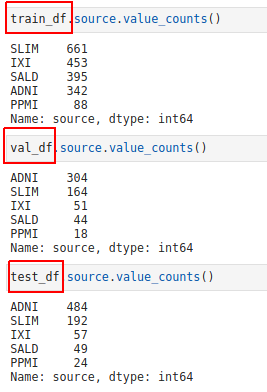 train_df.source.value_counts()
SLIM 661
IXI 453
SALD 395
ADNI 342
PPMI 88
Name: source, dtype: int64
val_df.source.value_counts()
ADNI 304
SLIM 164
IXI 51
SALD 44
PPMI 18
Name: source, dtype: int64
test_df.source.value_counts()
ADNI 484
SLIM 192
IXI 57
SALD 49
PPMI 24
Name: source, dtype: int64